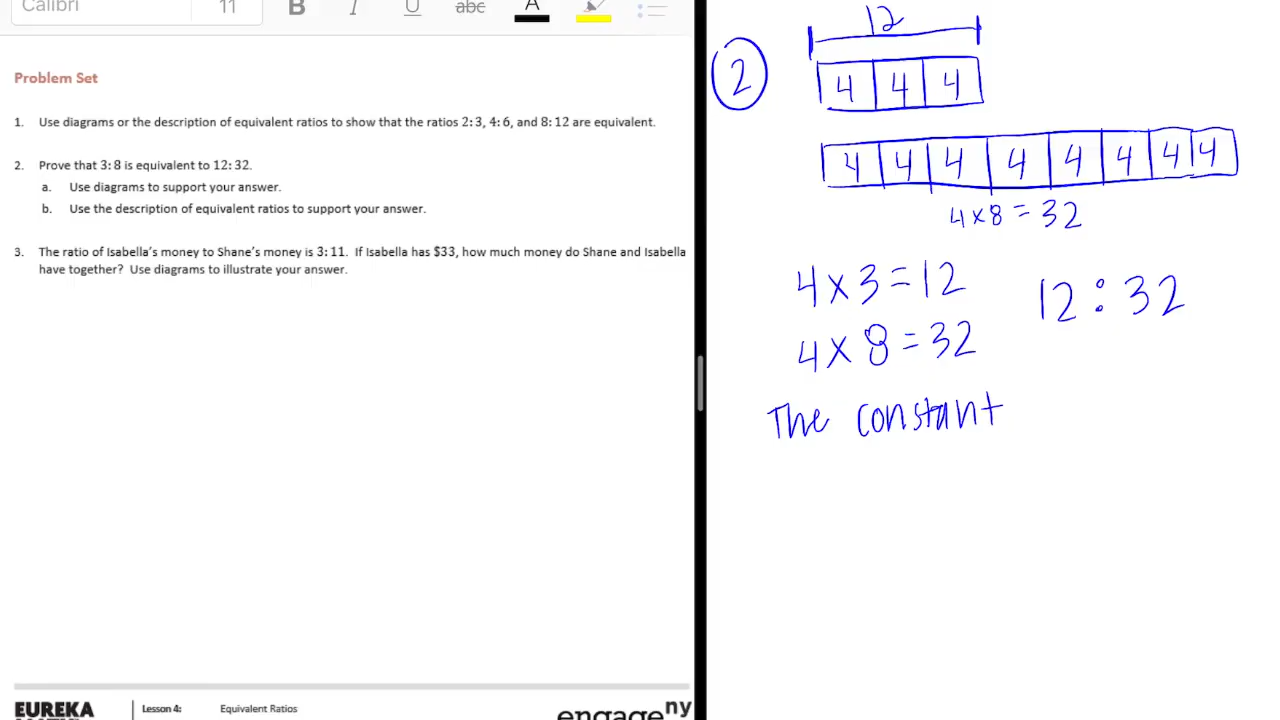 Calibri 11 B I U abc A
Problem Set
1. Use diagrams or the description of equivalent ratios to show that the ratios 2:3, 4:6, and 8:12 are equivalent.
2. Prove that 3:8 is equivalent to 12:32.
a. Use diagrams to support your answer.
b. Use the description of equivalent ratios to support your answer.
3. The ratio of Isabella's money to Shane's money is 3:11. If Isabella has $33, how much money do Shane and Isabella
have together? Use diagrams to illustrate your answer.
EUREKA
Lesson 4: Equivalent Ratios
engage ny
12
2
4 4 4
4 4 4 4 4 4 4 4
4×8=32
4×3=12
12:32
4×8=32
The constant